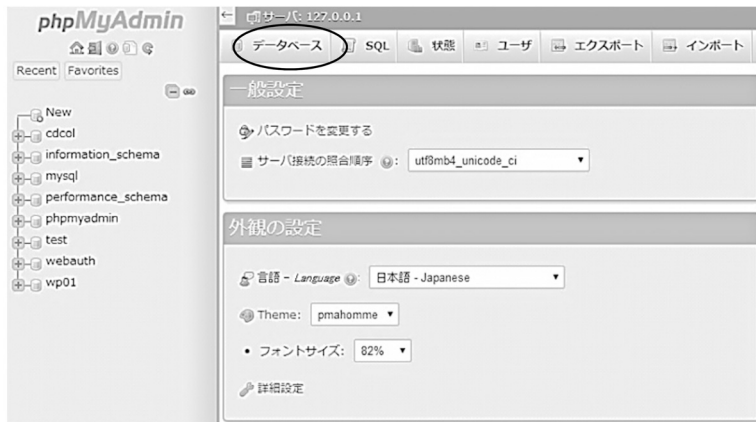 phpMyAdmin
Recent Favorites
New
cdcol
information_schema
mysql
performance_schema
phpmyadmin
test
webauth
wp01
サーバ: 127.0.0.1
データベース SQL 状態 ユーザ エクスポート インポート
一般設定
パスワードを変更する
サーバ接続の照合順序 : utf8mb4_unicode_ci
外観の設定
言語 - Language : 日本語 - Japanese
Theme: pmahomme
• フォントサイズ: 82%
詳細設定